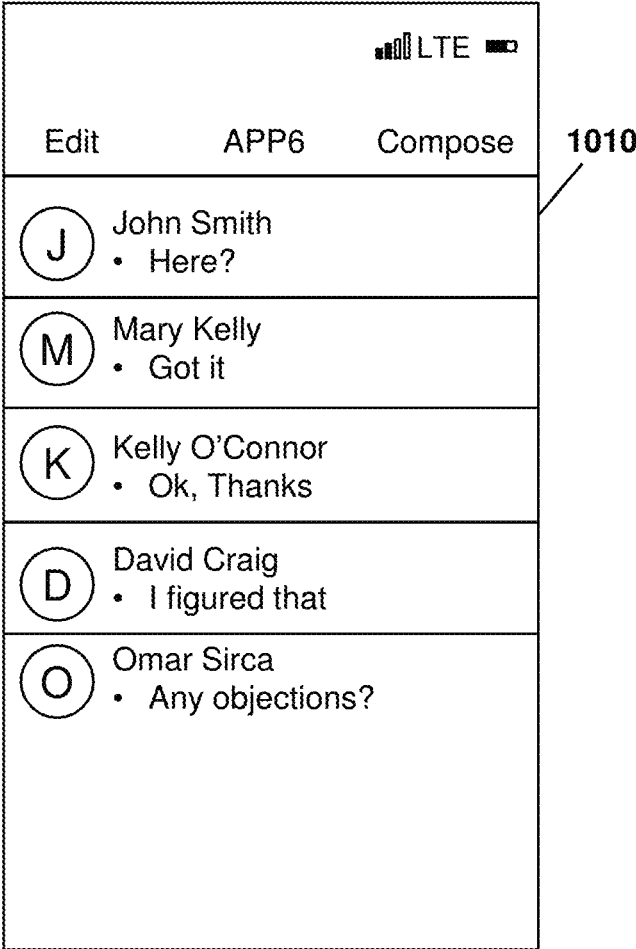 LTE
Edit APP6 Compose 1010
J John Smith
• Here?
M Mary Kelly
• Got it
K Kelly O'Connor
• Ok, Thanks
D David Craig
• I figured that
O Omar Sirca
• Any objections?